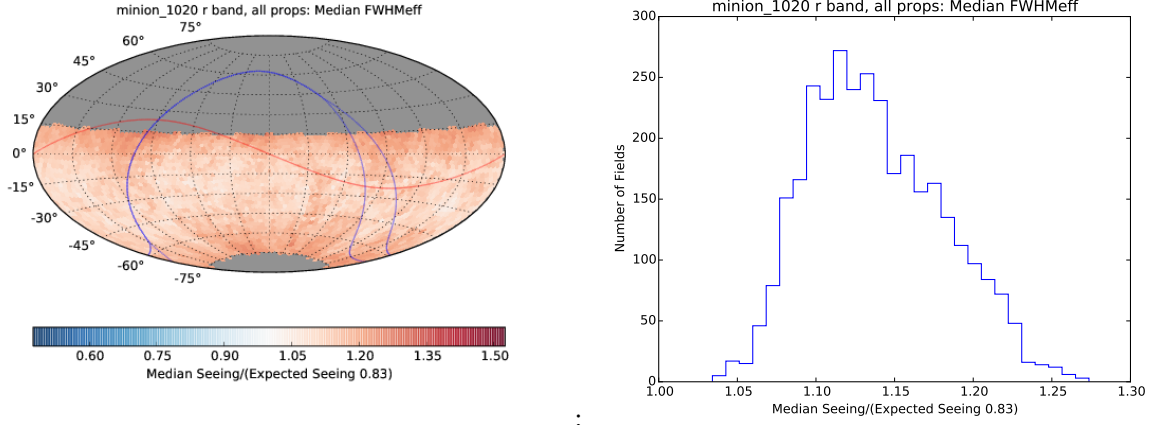 minion_1020 r band, all props: Median FWHMeff
75°
60°
45°
30°
15°
0°
-15°
-30°
-45°
-60°
-75°
0.60 0.75 0.90 1.05 1.20 1.35 1.50
Median Seeing/(Expected Seeing 0.83)
minion_1020 r band, all props: Median FWHMeff
300
250
200
150
100
50
0
Number of Fields
1.00 1.05 1.10 1.15 1.20 1.25 1.30
Median Seeing/(Expected Seeing 0.83)
: